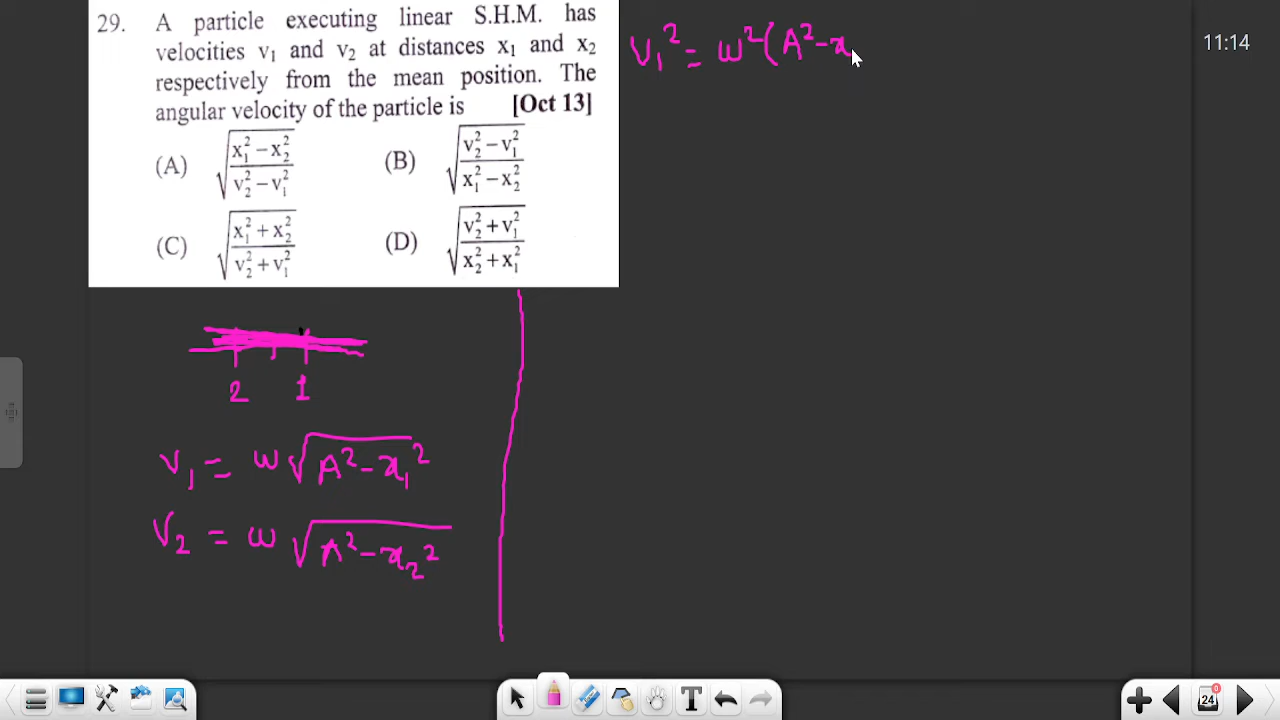 29. A particle executing linear S.H.M. has
velocities v₁ and v₂ at distances x₁ and x₂
respectively from the mean position. The
angular velocity of the particle is [Oct 13]
(A) √((x₁² − x₂²)/(v₂² − v₁²)) (B) √((v₂² − v₁²)/(x₁² − x₂²))
(C) √((x₁² + x₂²)/(v₂² + v₁²)) (D) √((v₂² + v₁²)/(x₂² + x₁²))
2 1
v₁ = ω√(A² − x₁²)
V₂ = ω√(A² − x₂²)
V₁² = ω²(A² − x
11:14
T
24
0